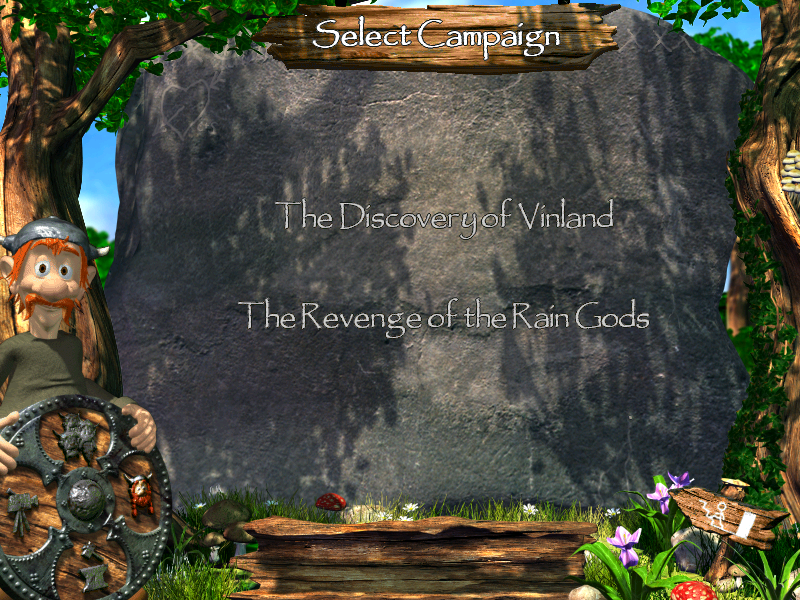 Select Campaign
The Discovery of Vinland
The Revenge of the Rain Gods